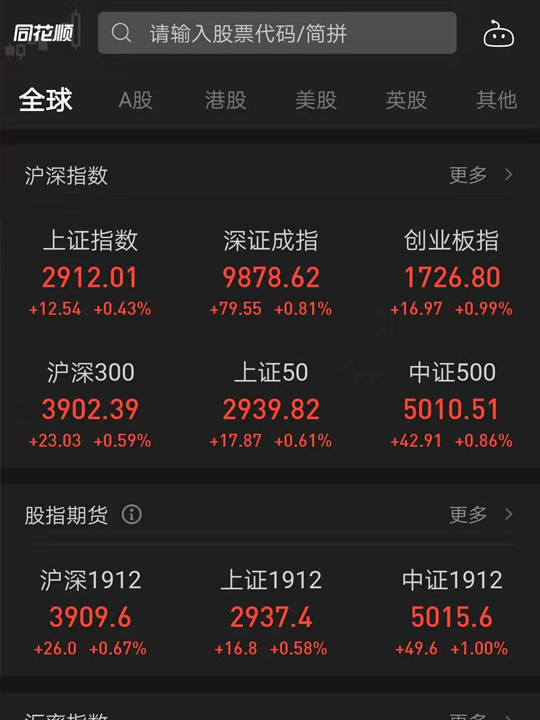 同花顺 请输入股票代码/简拼
全球 A股 港股 美股 英股 其他
沪深指数 更多
上证指数 深证成指 创业板指
2912.01 9878.62 1726.80
+12.54 +0.43% +79.55 +0.81% +16.97 +0.99%
沪深300 上证50 中证500
3902.39 2939.82 5010.51
+23.03 +0.59% +17.87 +0.61% +42.91 +0.86%
股指期货 更多
沪深1912 上证1912 中证1912
3909.6 2937.4 5015.6
+26.0 +0.67% +16.8 +0.58% +49.6 +1.00%